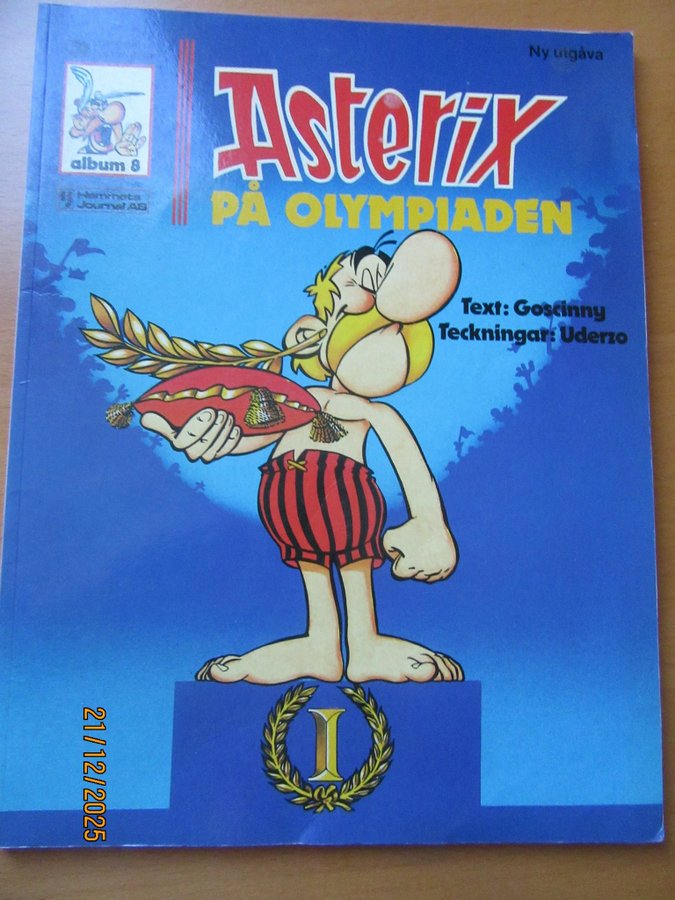 Ny utgåva
Asterix
album 8
Hemmets
Journal AB
PÅ OLYMPIADEN
Text: Goscinny
Teckningar: Uderzo
I
21/12/2025